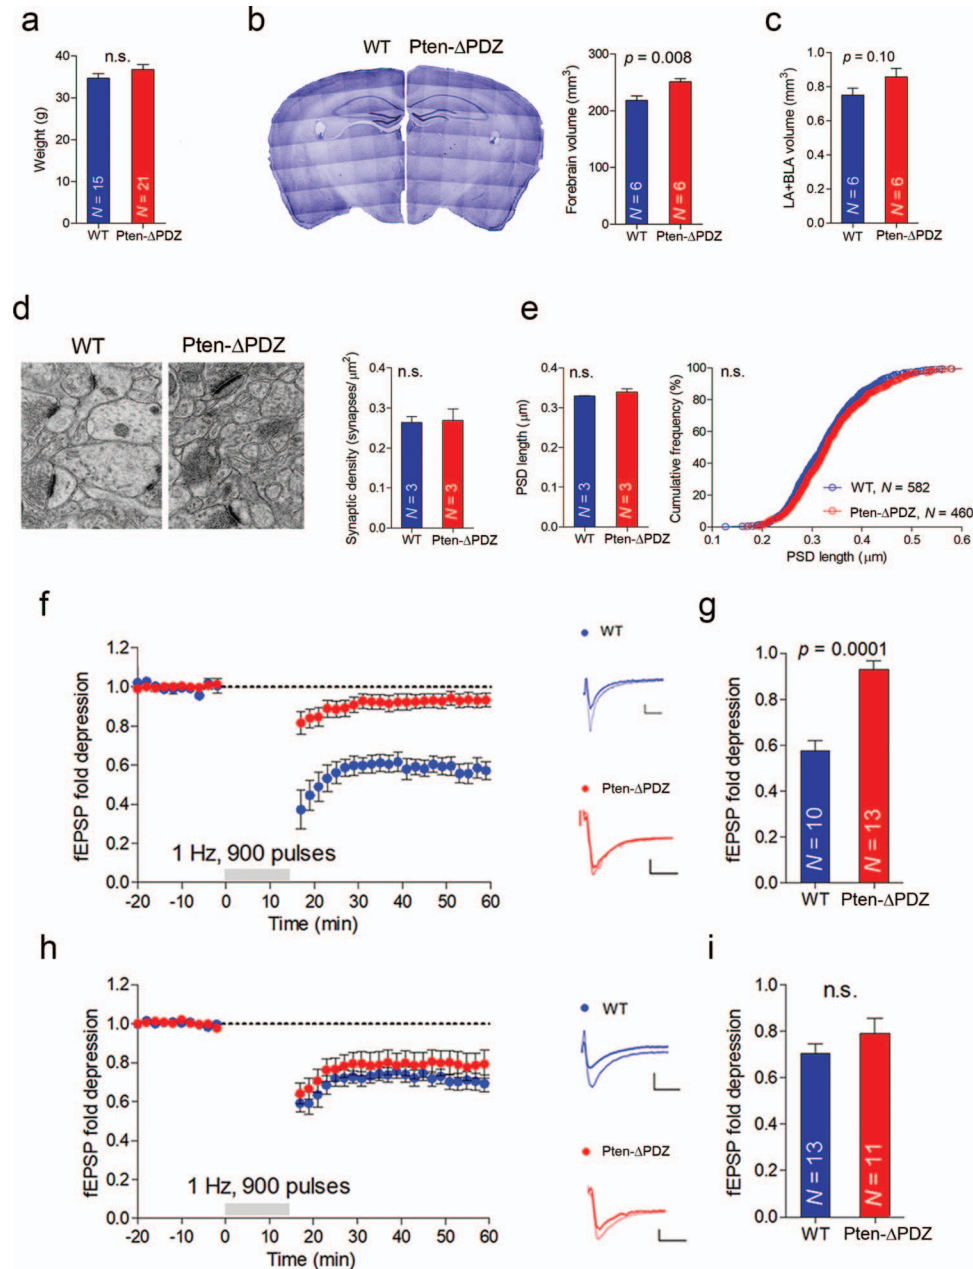 a
n.s.
40
30
20
10
0
Weight (g)
N = 15
N = 21
WT
Pten-ΔPDZ
b
WT
Pten-ΔPDZ
p = 0.008
300
200
100
0
Forebrain volume (mm³)
N = 6
N = 6
WT
Pten-ΔPDZ
c
p = 0.10
1.0
0.8
0.6
0.4
0.2
0.0
LA+BLA volume (mm³)
N = 6
N = 6
WT
Pten-ΔPDZ
d
WT
Pten-ΔPDZ
n.s.
0.4
0.3
0.2
0.1
0.0
Synaptic density (synapses/μm²)
N = 3
N = 3
WT
Pten-ΔPDZ
e
n.s.
0.4
0.3
0.2
0.1
0.0
PSD length (μm)
N = 3
N = 3
WT
Pten-ΔPDZ
n.s.
100
80
60
40
20
0
Cumulative frequency (%)
WT, N = 582
Pten-ΔPDZ, N = 460
0.1 0.2 0.3 0.4 0.5 0.6
PSD length (μm)
f
1.2
1.0
0.8
0.6
0.4
0.2
0.0
fEPSP fold depression
1 Hz, 900 pulses
-20 -10 0 10 20 30 40 50 60
Time (min)
WT
Pten-ΔPDZ
g
p = 0.0001
1.0
0.8
0.6
0.4
0.2
0.0
fEPSP fold depression
N = 10
N = 13
WT
Pten-ΔPDZ
h
1.2
1.0
0.8
0.6
0.4
0.2
0.0
fEPSP fold depression
1 Hz, 900 pulses
-20 -10 0 10 20 30 40 50 60
Time (min)
WT
Pten-ΔPDZ
i
n.s.
1.0
0.8
0.6
0.4
0.2
0.0
fEPSP fold depression
N = 13
N = 11
WT
Pten-ΔPDZ